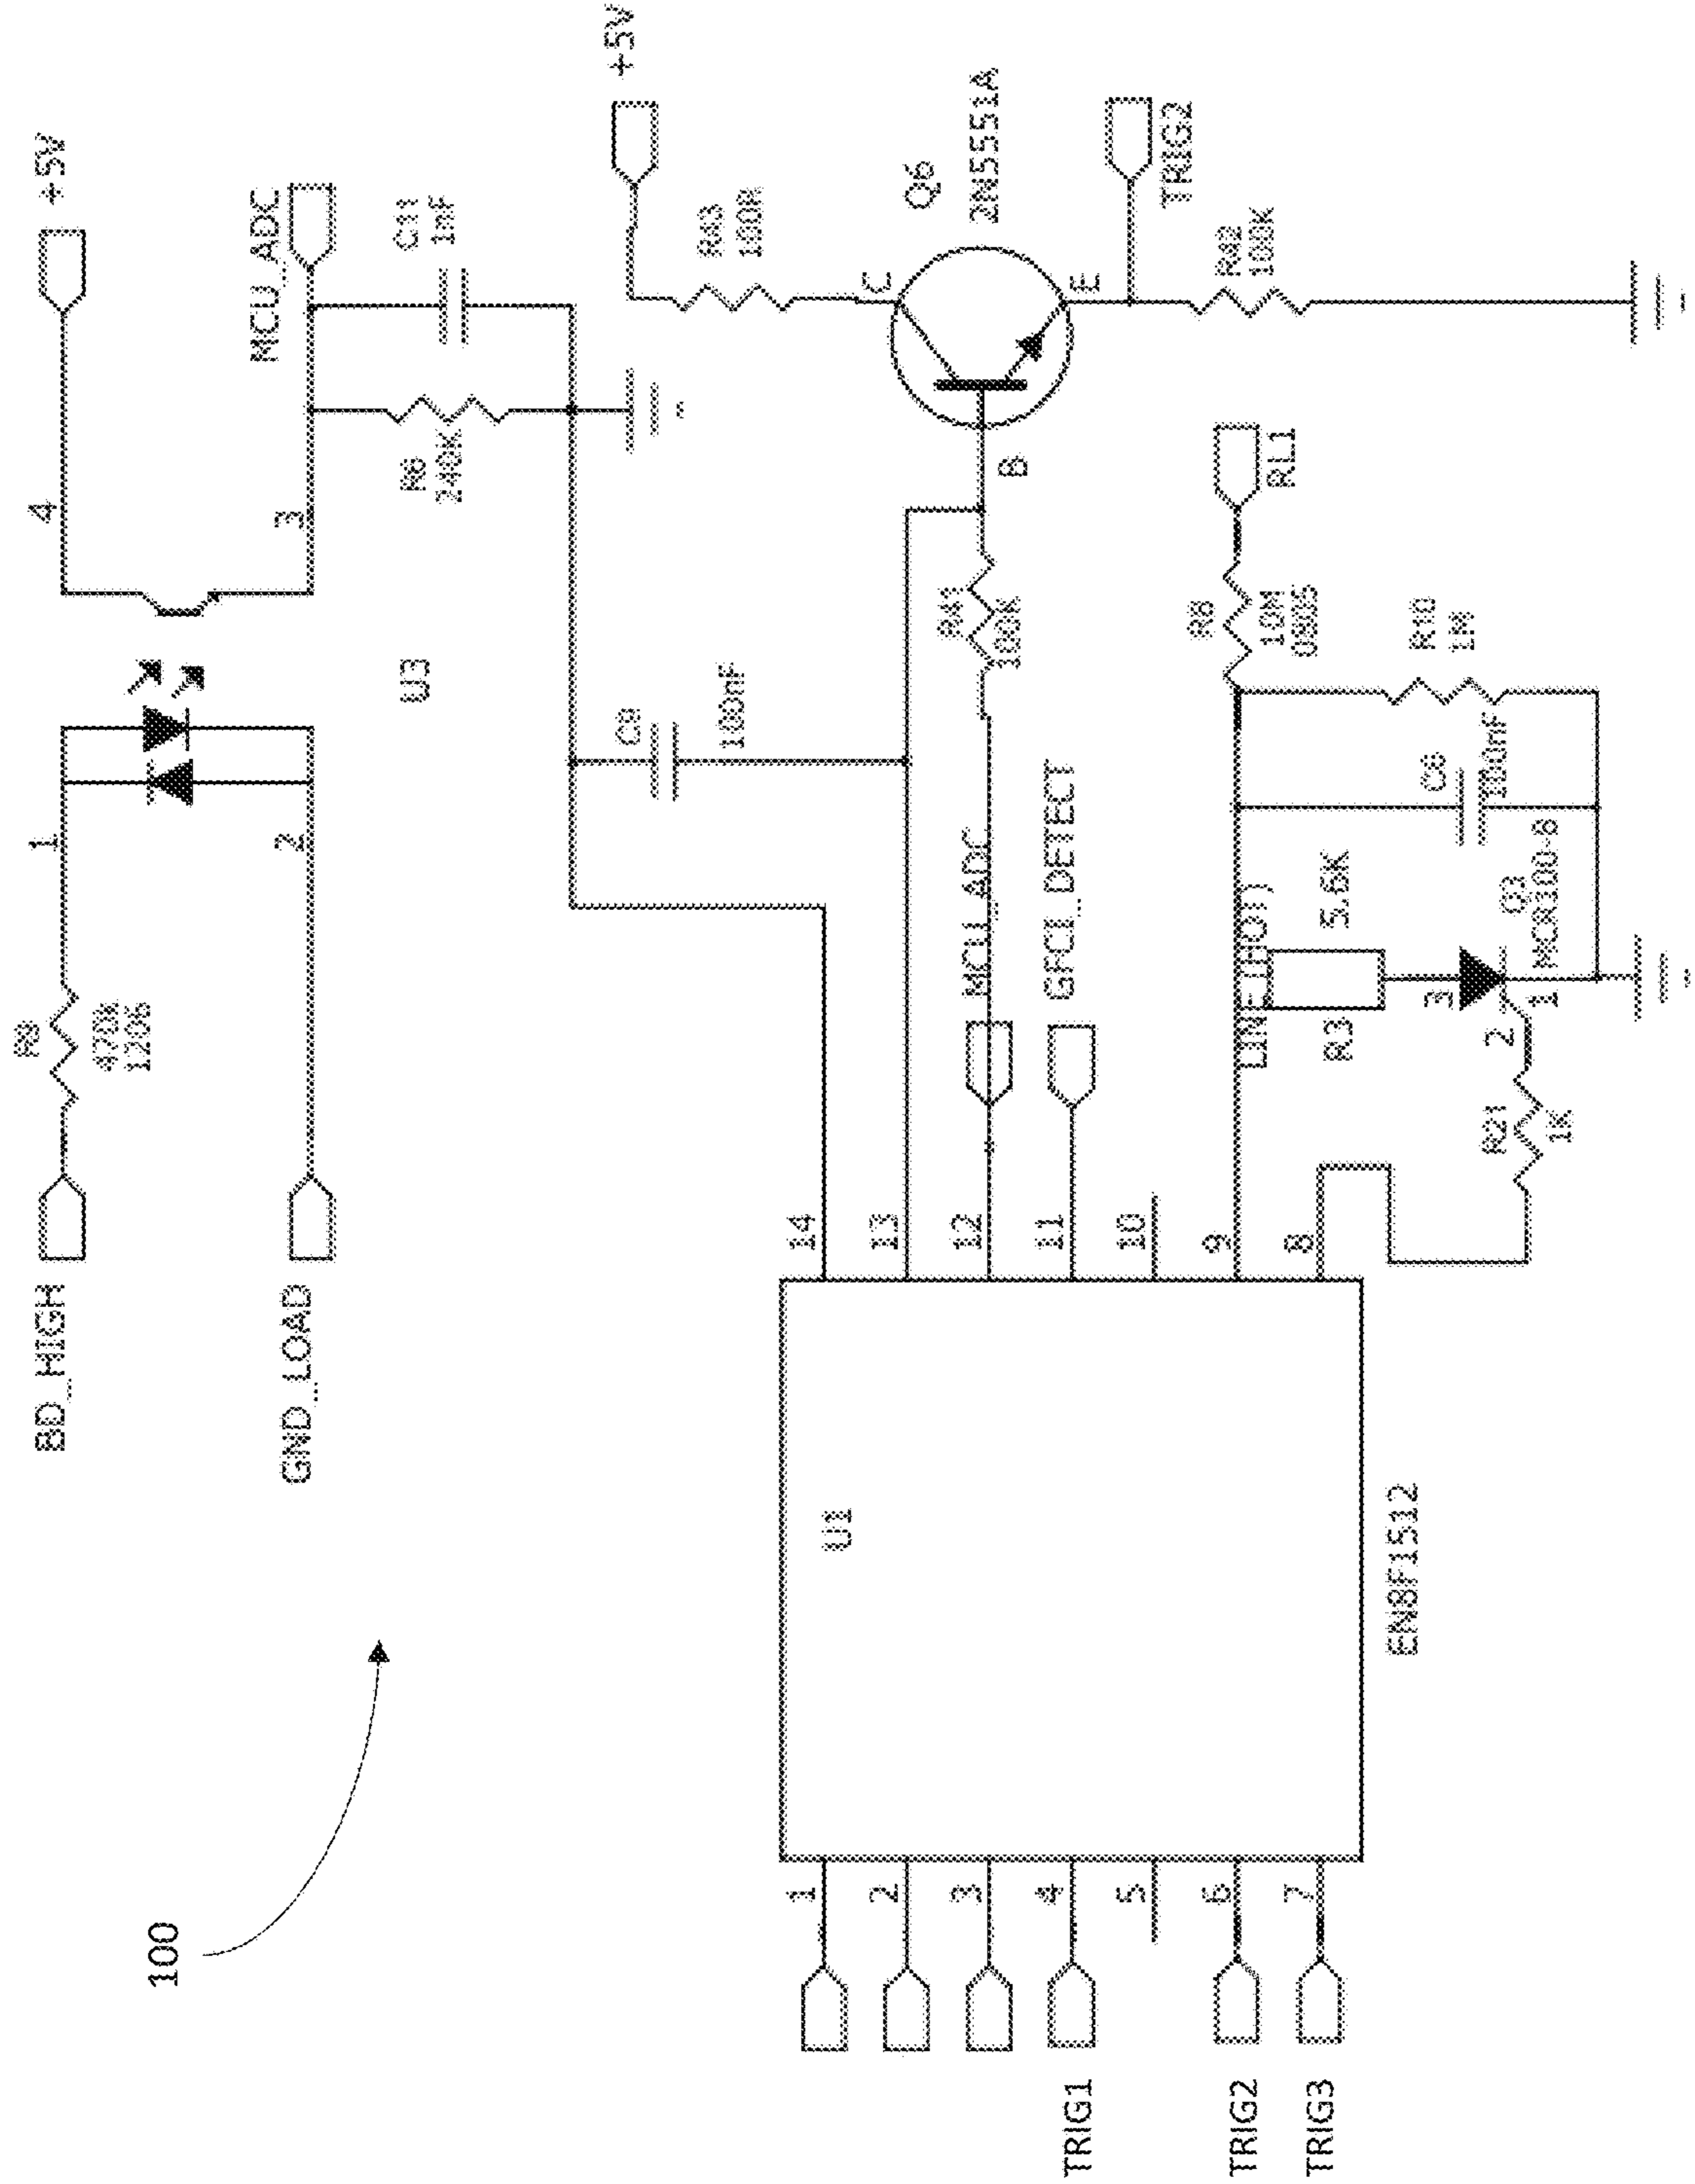 BD_HIGH
R9
470k
1206
1
4
+5V
GND_LOAD
2
3
MCU_ADC
U3
R6
240K
C11
1nF
+5V
C9
100nF
R43
100R
Q6
2N5551A
C
B
E
TRIG2
R41
100K
R42
100K
MCU_ADC
GFCI_DETECT
LINE(HOT)
R8
10M
0805
RL1
R10
1M
C6
100nF
R3
5.6K
Q3
MCR100-8
3
2
1
R21
1K
U1
EN8F1512
14
13
12
11
10
9
8
1
2
3
4
5
6
7
TRIG1
TRIG2
TRIG3
100